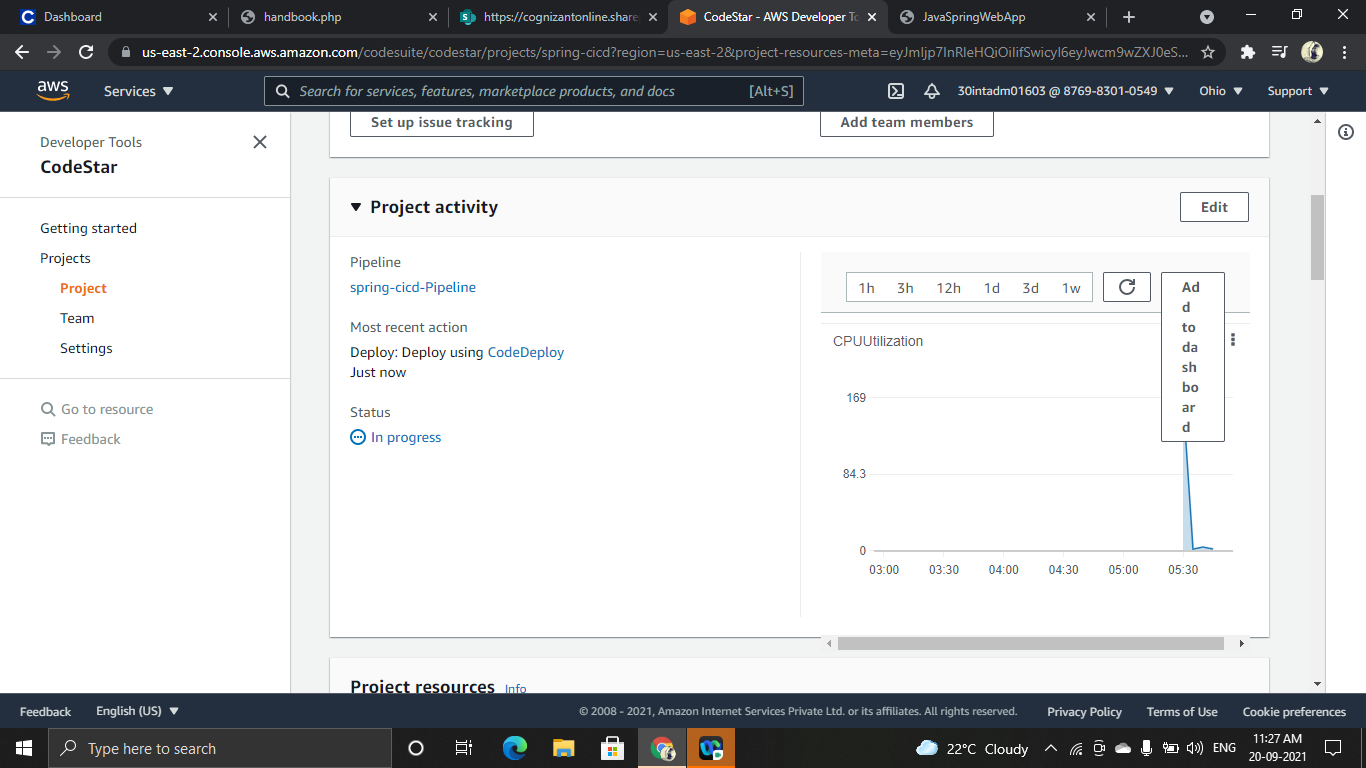 Dashboard
handbook.php
https://cognizantonline.share
CodeStar - AWS Developer To
JavaSpringWebApp
us-east-2.console.aws.amazon.com/codesuite/codestar/projects/spring-cicd?region=us-east-2&project-resources-meta=eyJmIjp7InRleHQiOiIifSwicyI6eyJwcm9wZXJ0eS...
aws
Services
Search for services, features, marketplace products, and docs
[Alt+S]
30intadm01603 @ 8769-8301-0549
Ohio
Support
Developer Tools
CodeStar
Getting started
Projects
Project
Team
Settings
Go to resource
Feedback
Set up issue tracking
Add team members
Project activity
Edit
Pipeline
spring-cicd-Pipeline
Most recent action
Deploy: Deploy using CodeDeploy
Just now
Status
In progress
1h 3h 12h 1d 3d 1w
Ad
d
to
da
sh
bo
ar
d
CPUUtilization
169
84.3
0
03:00 03:30 04:00 04:30 05:00 05:30
Project resources Info
Feedback
English (US)
© 2008 - 2021, Amazon Internet Services Private Ltd. or its affiliates. All rights reserved.
Privacy Policy
Terms of Use
Cookie preferences
Type here to search
22°C Cloudy
ENG
11:27 AM
20-09-2021